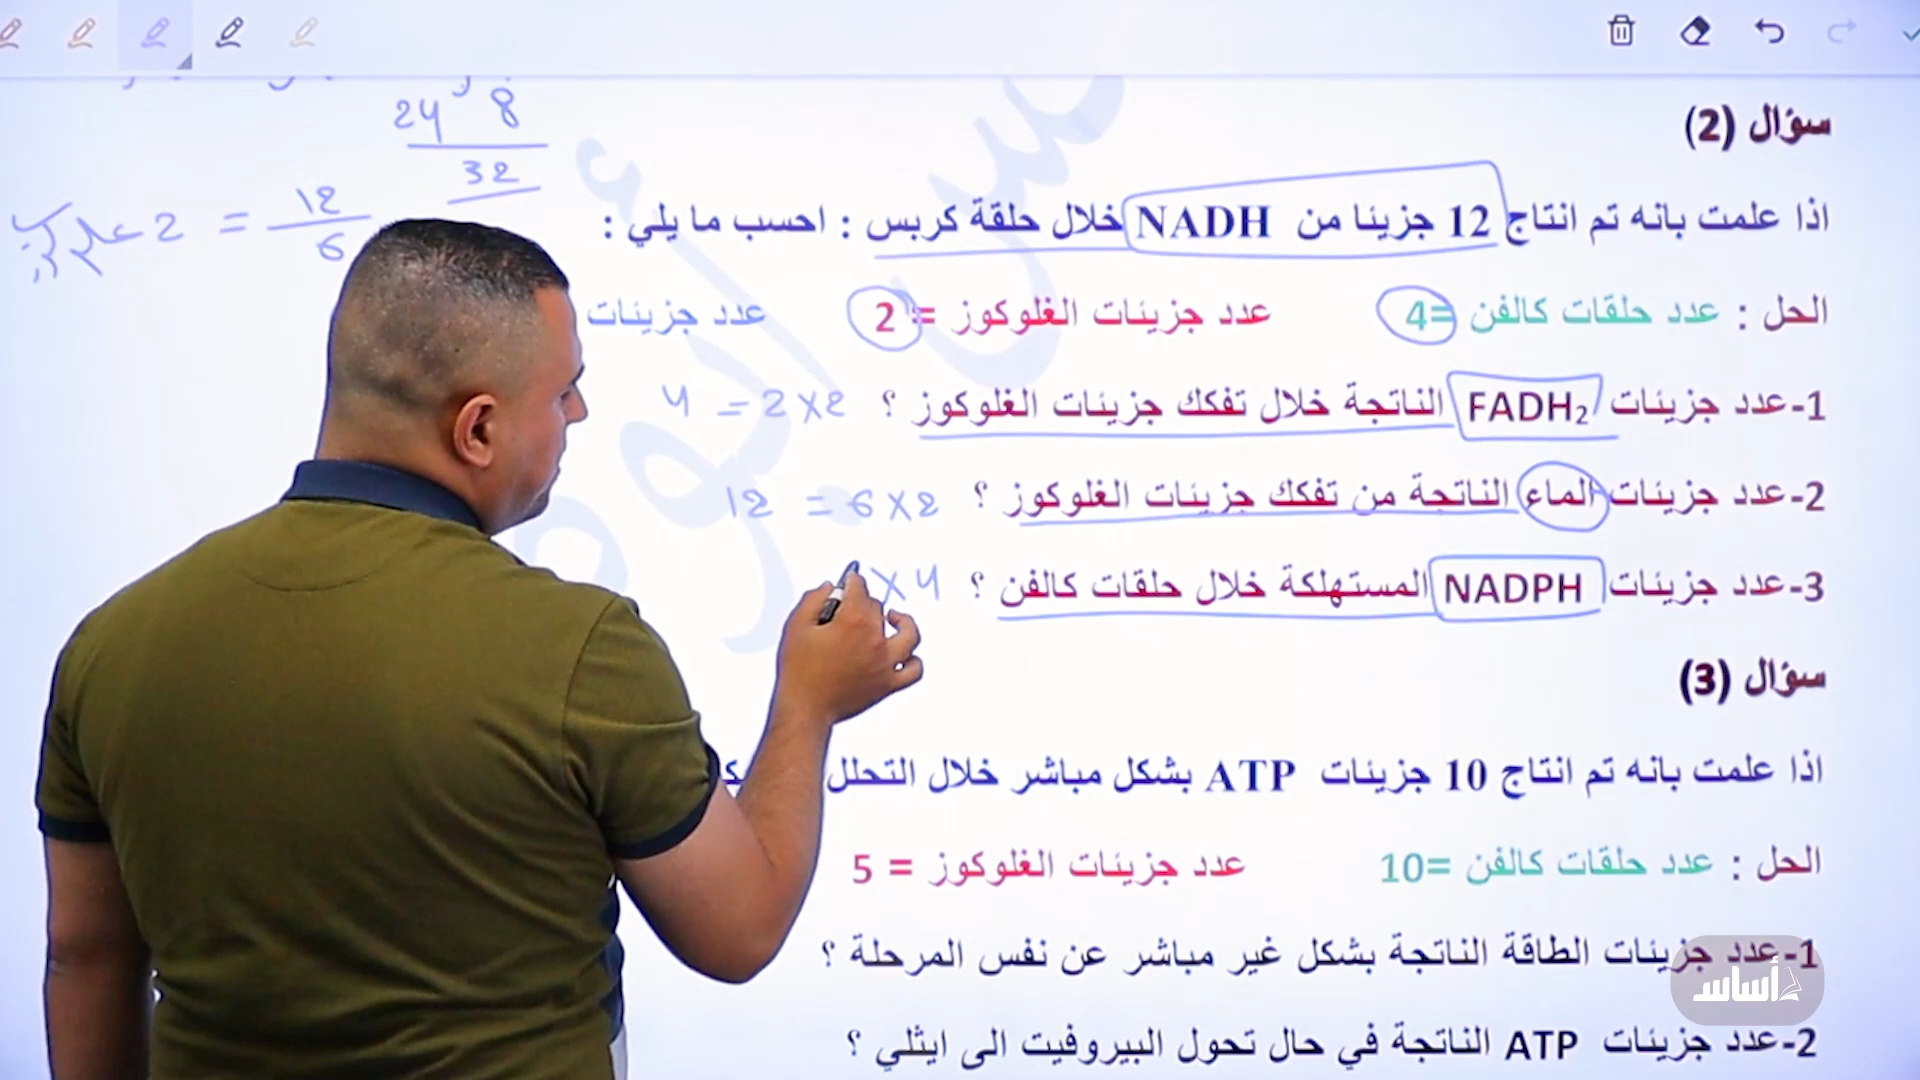 24 8
32
2 = 12/6
سؤال (2)
اذا علمت بانه تم انتاج 12 جزيئا من NADH خلال حلقة كربس : احسب ما يلي :
الحل : عدد حلقات كالفن =4 عدد جزيئات الغلوكوز = 2 عدد جزيئات
1-عدد جزيئات FADH₂ الناتجة خلال تفكك جزيئات الغلوكوز ؟ 2×2 = 4
2-عدد جزيئات الماء الناتجة من تفكك جزيئات الغلوكوز ؟ 2×6 = 12
3-عدد جزيئات NADPH المستهلكة خلال حلقات كالفن ؟ 4×
سؤال (3)
اذا علمت بانه تم انتاج 10 جزيئات ATP بشكل مباشر خلال التحلل
الحل : عدد حلقات كالفن =10 عدد جزيئات الغلوكوز = 5
1-عدد جزيئات الطاقة الناتجة بشكل غير مباشر عن نفس المرحلة ؟
أساس
2-عدد جزيئات ATP الناتجة في حال تحول البيروفيت الى ايثلي ؟